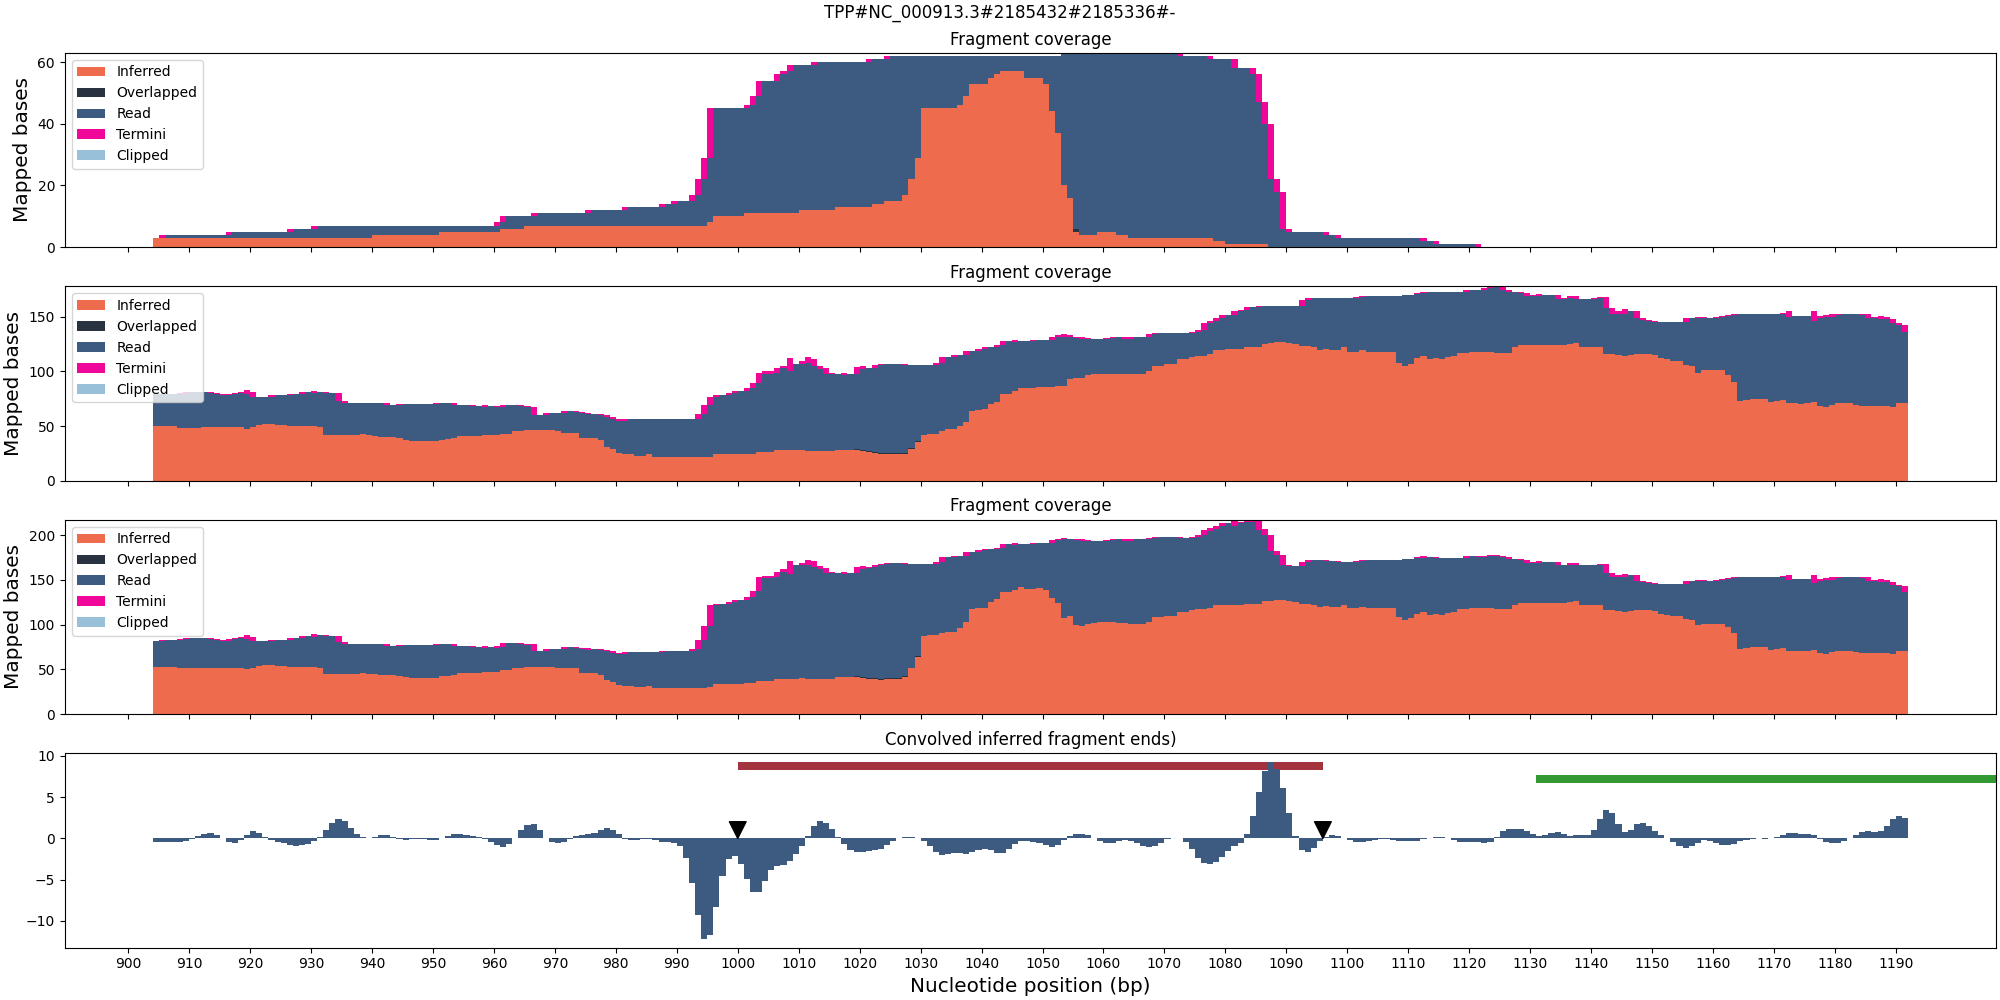 TPP#NC_000913.3#2185432#2185336#-
Fragment coverage
Mapped bases
60
40
20
0
Inferred
Overlapped
Read
Termini
Clipped
Fragment coverage
Mapped bases
150
100
50
0
Inferred
Overlapped
Read
Termini
Clipped
Fragment coverage
Mapped bases
200
150
100
50
0
Inferred
Overlapped
Read
Termini
Clipped
Convolved inferred fragment ends)
10
5
0
−5
−10
900 910 920 930 940 950 960 970 980 990 1000 1010 1020 1030 1040 1050 1060 1070 1080 1090 1100 1110 1120 1130 1140 1150 1160 1170 1180 1190
Nucleotide position (bp)